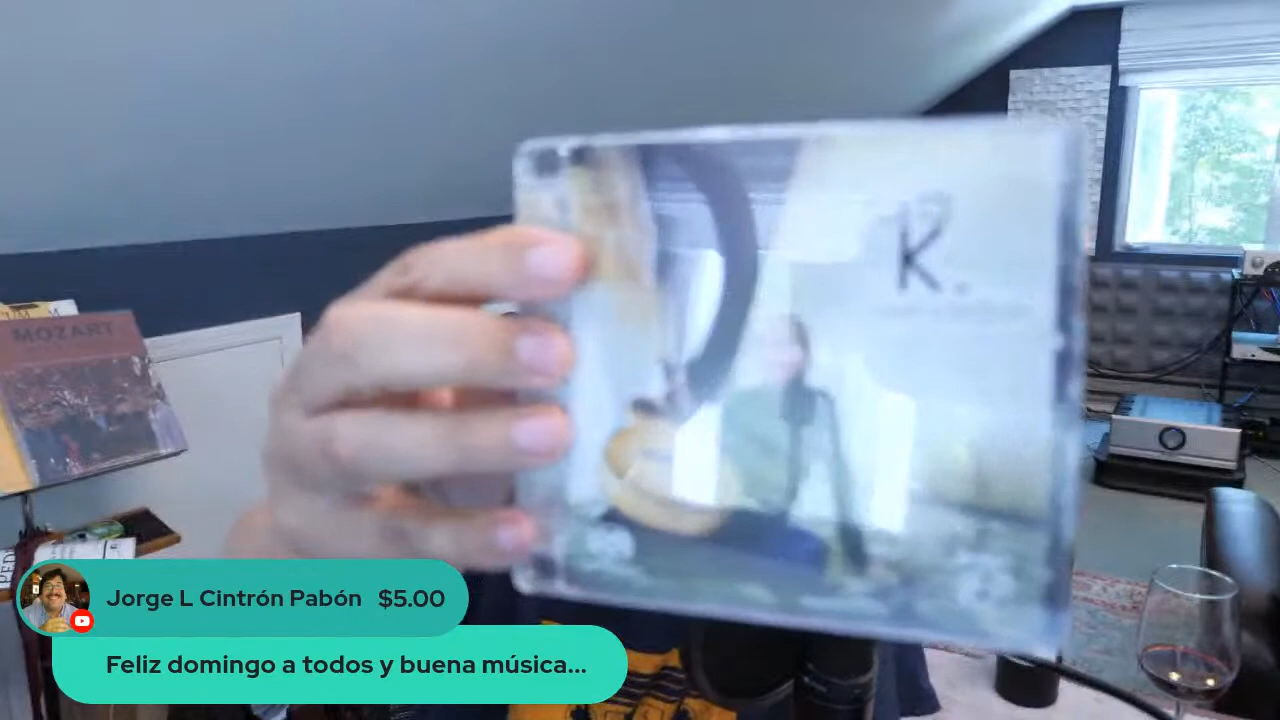 MOZART
K.
Jorge L Cintrón Pabón $5.00
Feliz domingo a todos y buena música...